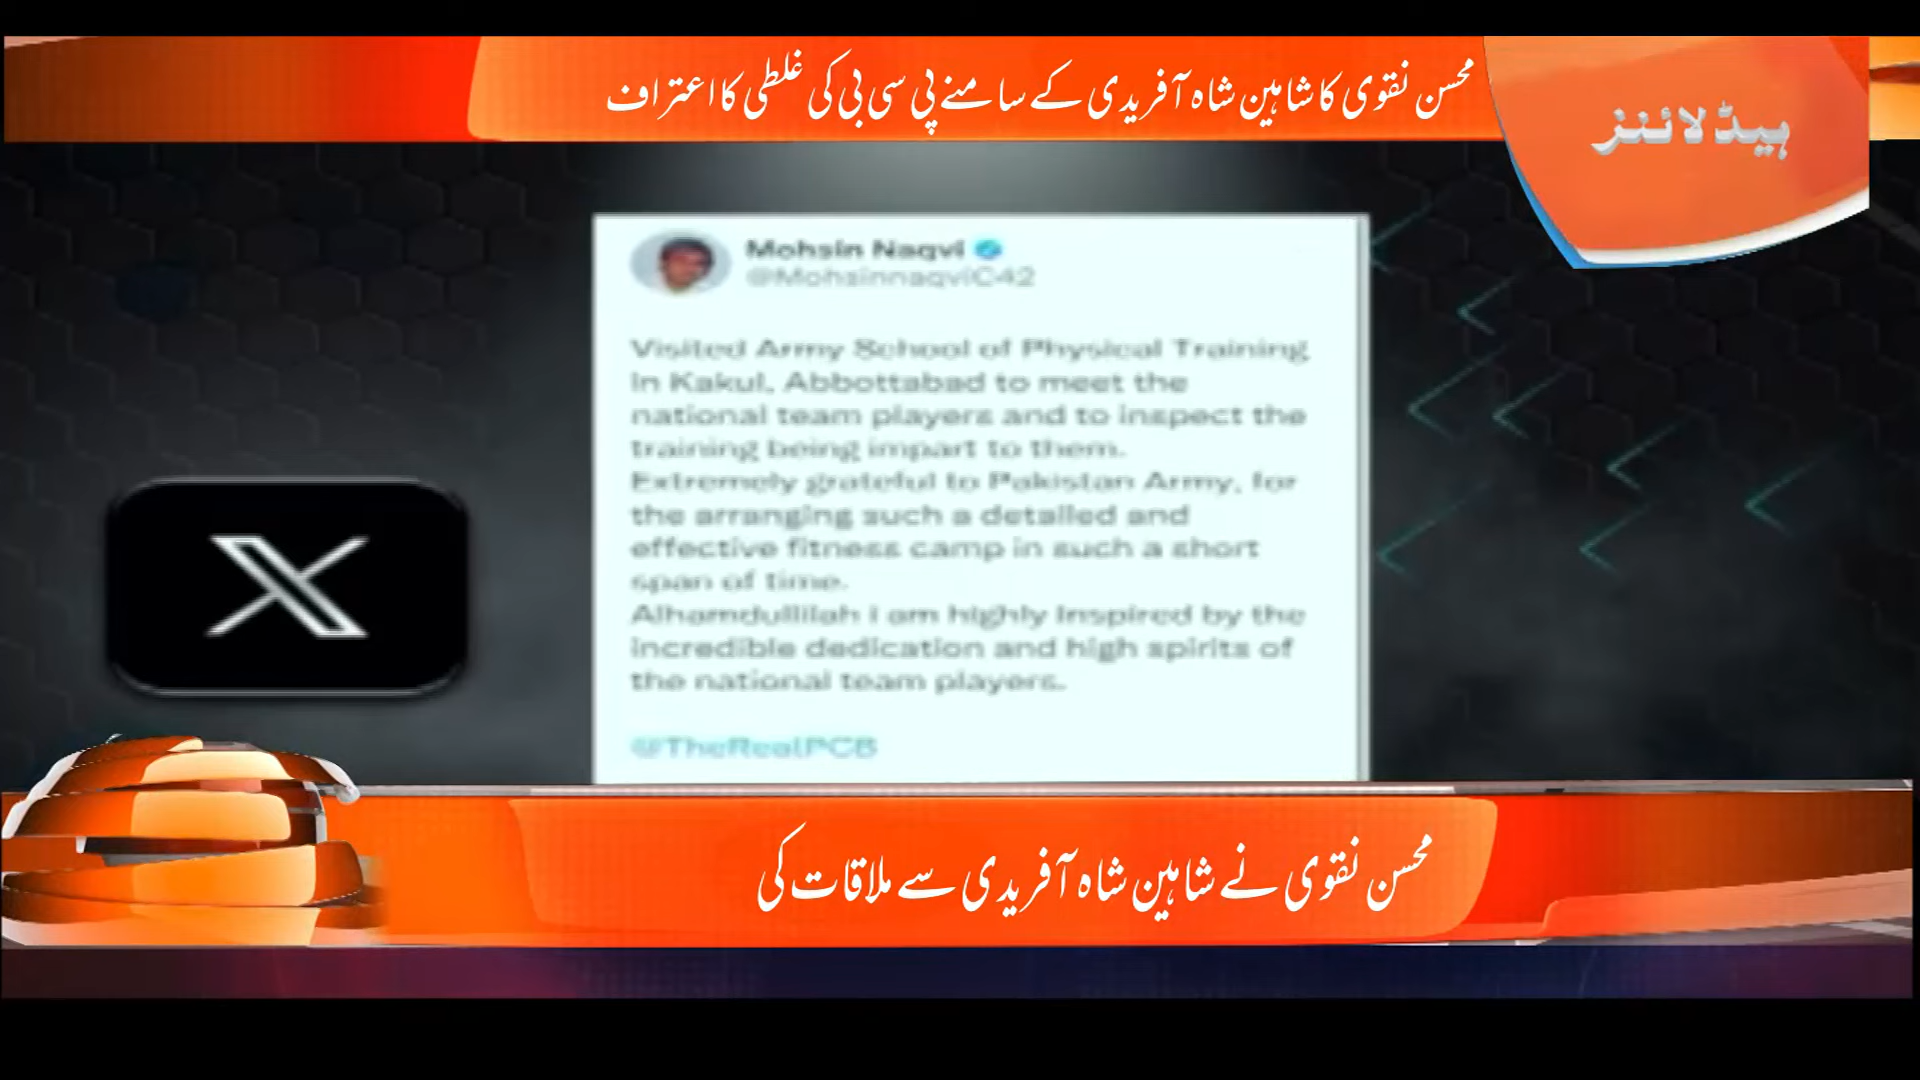 محسن نقوی کا شاہین شاہ آفریدی کے سامنے پی سی بی کی غلطی کا اعتراف
ہیڈلائنز
Mohsin Naqvi
@MohsinnaqviC42
Visited Army School of Physical Training
in Kakul, Abbottabad to meet the
national team players and to inspect the
training being impart to them.
Extremely grateful to Pakistan Army, for
the arranging such a detailed and
effective fitness camp in such a short
span of time.
Alhamdullilah i am highly inspired by the
incredible dedication and high spirits of
the national team players.
@TheRealPCB
محسن نقوی نے شاہین شاہ آفریدی سے ملاقات کی